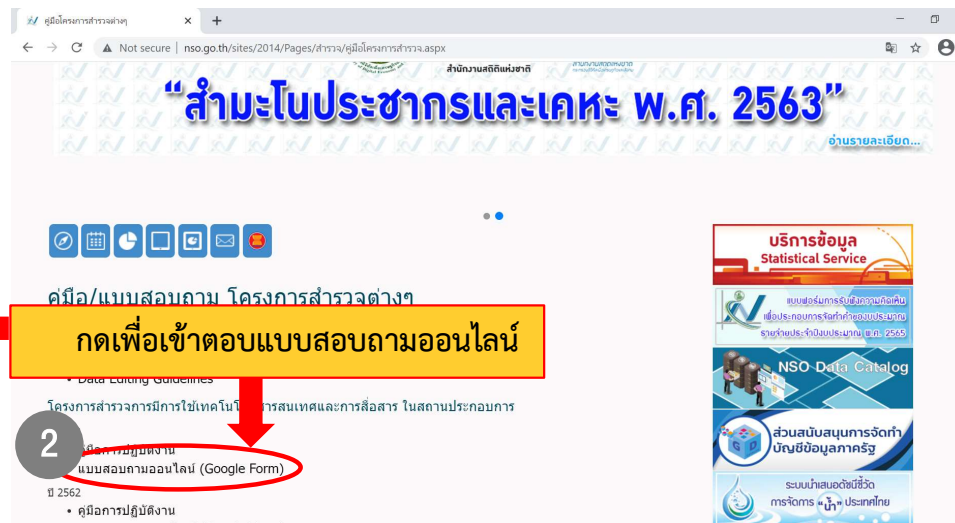 คู่มือโครงการสำรวจต่างๆ
Not secure | nso.go.th/sites/2014/Pages/สำรวจ/คู่มือโครงการสำรวจ.aspx
สำนักงานสถิติแห่งชาติ
“สำมะโนประชากรและเคหะ พ.ศ. 2563”
อ่านรายละเอียด...
บริการข้อมูล
Statistical Service
คู่มือ/แบบสอบถาม โครงการสำรวจต่างๆ
แบบฟอร์มการรับฟังความคิดเห็น
เพื่อประกอบการจัดทำคำของบประมาณ
รายจ่ายประจำปีงบประมาณ พ.ศ. 2565
กดเพื่อเข้าตอบแบบสอบถามออนไลน์
NSO Data Catalog
• Data Editing Guidelines
โครงการสำรวจการมีการใช้เทคโนโ ารสนเทศและการสื่อสาร ในสถานประกอบการ
ส่วนสนับสนุนการจัดทำ
บัญชีข้อมูลภาครัฐ
2
คู่มือการปฏิบัติงาน
แบบสอบถามออนไลน์ (Google Form)
ปี 2562
• คู่มือการปฏิบัติงาน
ระบบนำเสนอดัชนีชี้วัด
การจัดการ “น้ำ” ประเทศไทย